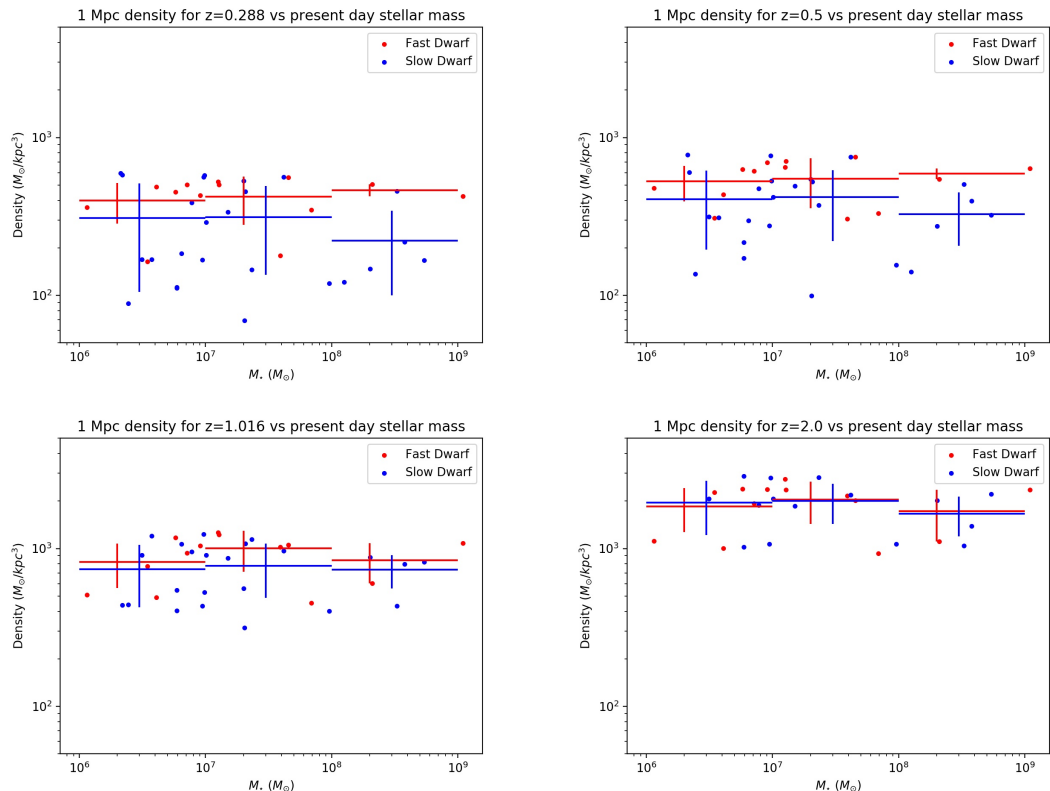 1 Mpc density for z=0.288 vs present day stellar mass
Fast Dwarf
Slow Dwarf
10³
10²
Density (M⊙/kpc³)
10⁶ 10⁷ 10⁸ 10⁹
M⋆ (M⊙)
1 Mpc density for z=0.5 vs present day stellar mass
Fast Dwarf
Slow Dwarf
10³
10²
Density (M⊙/kpc³)
10⁶ 10⁷ 10⁸ 10⁹
M⋆ (M⊙)
1 Mpc density for z=1.016 vs present day stellar mass
Fast Dwarf
Slow Dwarf
10³
10²
Density (M⊙/kpc³)
10⁶ 10⁷ 10⁸ 10⁹
M⋆ (M⊙)
1 Mpc density for z=2.0 vs present day stellar mass
Fast Dwarf
Slow Dwarf
10³
10²
Density (M⊙/kpc³)
10⁶ 10⁷ 10⁸ 10⁹
M⋆ (M⊙)